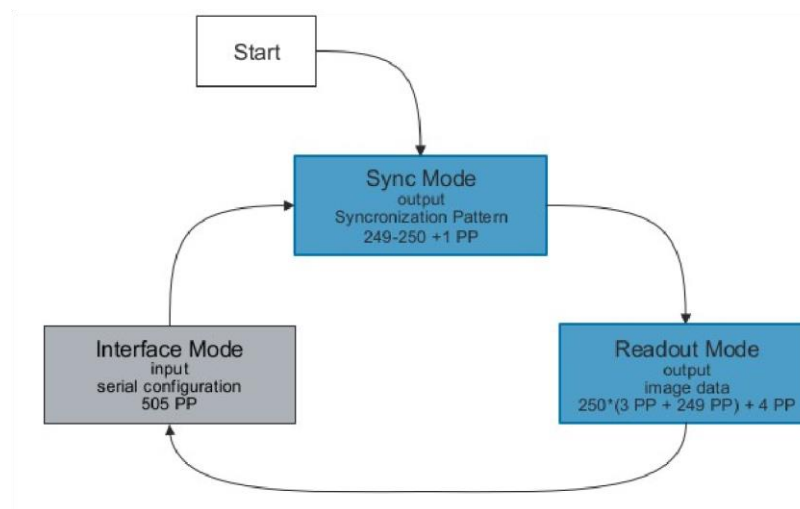 Start
Sync Mode
output
Syncronization Pattern
249-250 +1 PP
Interface Mode
input
serial configuration
505 PP
Readout Mode
output
image data
250*(3 PP + 249 PP) + 4 PP